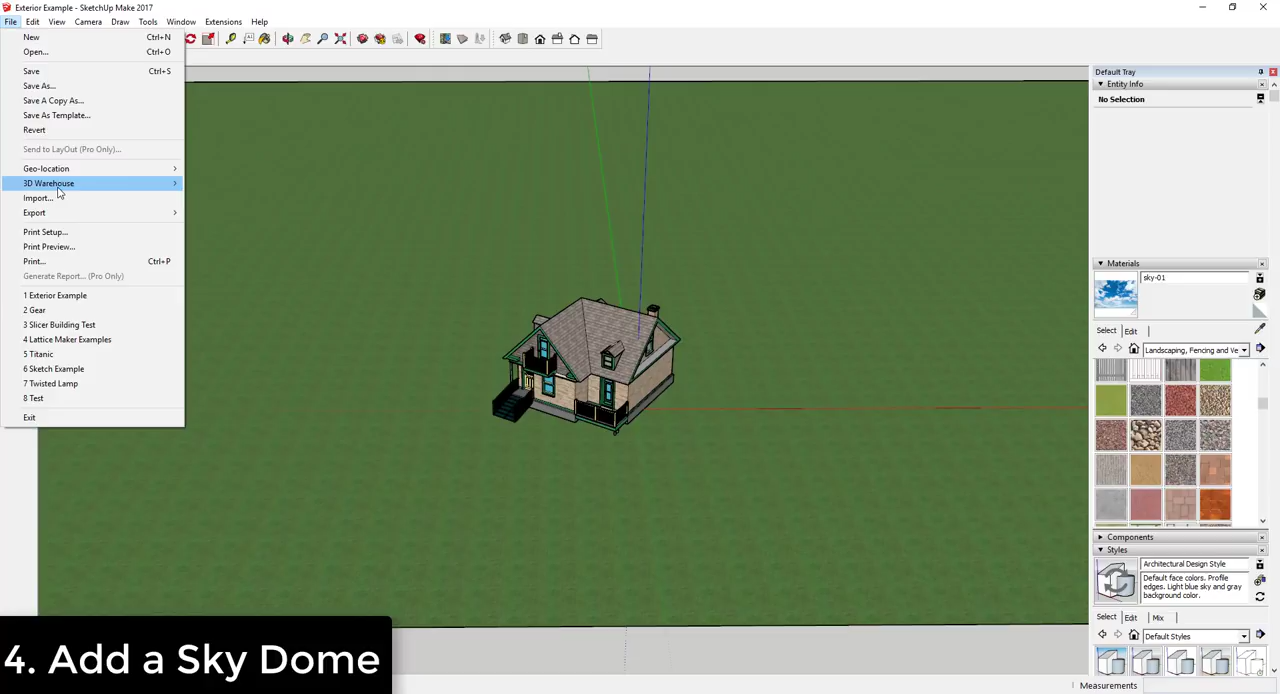 Exterior Example - SketchUp Make 2017
File Edit View Camera Draw Tools Window Extensions Help
New Ctrl+N
Open... Ctrl+O
Save Ctrl+S
Save As...
Save A Copy As...
Save As Template...
Revert
Send to LayOut (Pro Only)...
Geo-location
3D Warehouse
Import...
Export
Print Setup...
Print Preview...
Print... Ctrl+P
Generate Report... (Pro Only)
1 Exterior Example
2 Gear
3 Slicer Building Test
4 Lattice Maker Examples
5 Titanic
6 Sketch Example
7 Twisted Lamp
8 Test
Exit
Default Tray
Entity Info
No Selection
Materials
sky-01
Select Edit
Landscaping, Fencing and Ve
Components
Styles
Architectural Design Style
Default face colors. Profile
edges. Light blue sky and gray
background color.
Select Edit Mix
Default Styles
Measurements
4. Add a Sky Dome